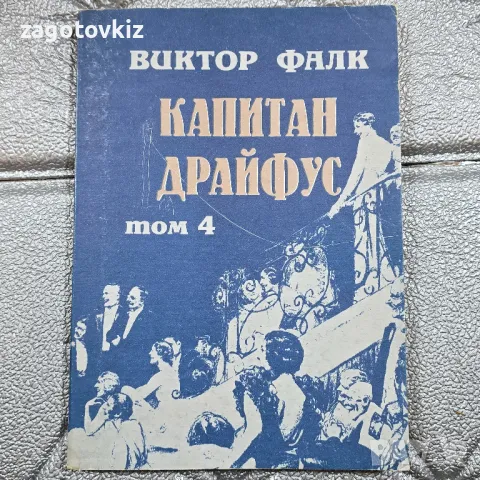 zagotovkiz
ВИКТОР ФАЛК
КАПИТАН
ДРАЙФУС
том 4